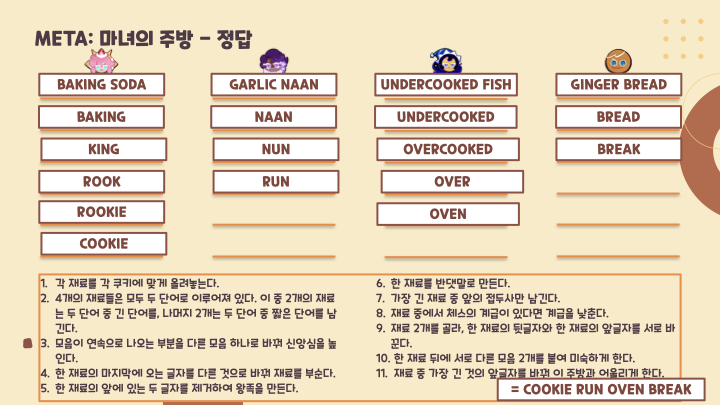 META: 마녀의 주방 - 정답
BAKING SODA
GARLIC NAAN
UNDERCOOKED FISH
GINGER BREAD
BAKING
NAAN
UNDERCOOKED
BREAD
KING
NUN
OVERCOOKED
BREAK
ROOK
RUN
OVER
ROOKIE
OVEN
COOKIE
1. 각 재료를 각 쿠키에 맞게 올려놓는다.
2. 4개의 재료들은 모두 두 단어로 이루어져 있다. 이 중 2개의 재료
는 두 단어 중 긴 단어를, 나머지 2개는 두 단어 중 짧은 단어를 남
긴다.
3. 모음이 연속으로 나오는 부분을 다른 모음 하나로 바꿔 신앙심을 높
인다.
4. 한 재료의 마지막에 오는 글자를 다른 것으로 바꿔 재료를 부순다.
5. 한 재료의 앞에 있는 두 글자를 제거하여 왕족을 만든다.
6. 한 재료를 반댓말로 만든다.
7. 가장 긴 재료 중 앞의 접두사만 남긴다.
8. 재료 중에서 체스의 계급이 있다면 계급을 낮춘다.
9. 재료 2개를 골라, 한 재료의 뒷글자와 한 재료의 앞글자를 서로 바
꾼다.
10. 한 재료 뒤에 서로 다른 모음 2개를 붙여 미숙하게 한다.
11. 재료 중 가장 긴 것의 앞글자를 바꿔 이 주방과 어울리게 한다.
= COOKIE RUN OVEN BREAK